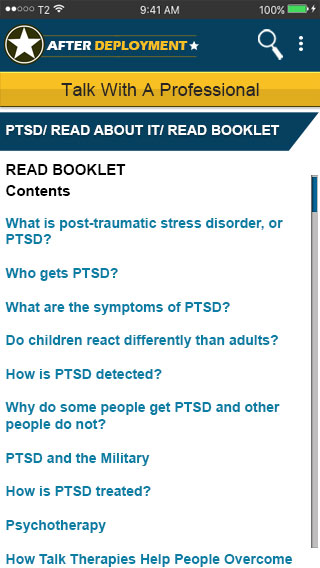 T2 9:41 AM 100%
AFTER DEPLOYMENT
Talk With A Professional
PTSD/ READ ABOUT IT/ READ BOOKLET
READ BOOKLET
Contents
What is post-traumatic stress disorder, or
PTSD?
Who gets PTSD?
What are the symptoms of PTSD?
Do children react differently than adults?
How is PTSD detected?
Why do some people get PTSD and other
people do not?
PTSD and the Military
How is PTSD treated?
Psychotherapy
How Talk Therapies Help People Overcome